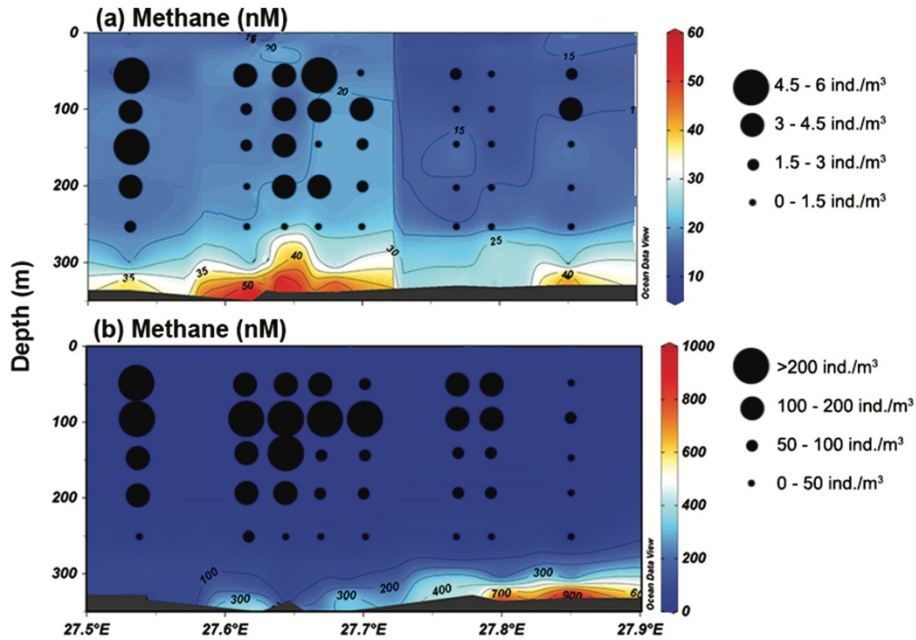 (a) Methane (nM)
0
100
200
300
15
20
20
15
15
25
30
35
35
40
50
40
60
50
40
30
20
10
Ocean Data View
4.5 - 6 ind./m³
3 - 4.5 ind./m³
1.5 - 3 ind./m³
0 - 1.5 ind./m³
Depth (m)
(b) Methane (nM)
0
100
200
300
100
300
300
200
400
300
700
900
1000
800
600
400
200
0
Ocean Data View
>200 ind./m³
100 - 200 ind./m³
50 - 100 ind./m³
0 - 50 ind./m³
27.5°E
27.6°E
27.7°E
27.8°E
27.9°E